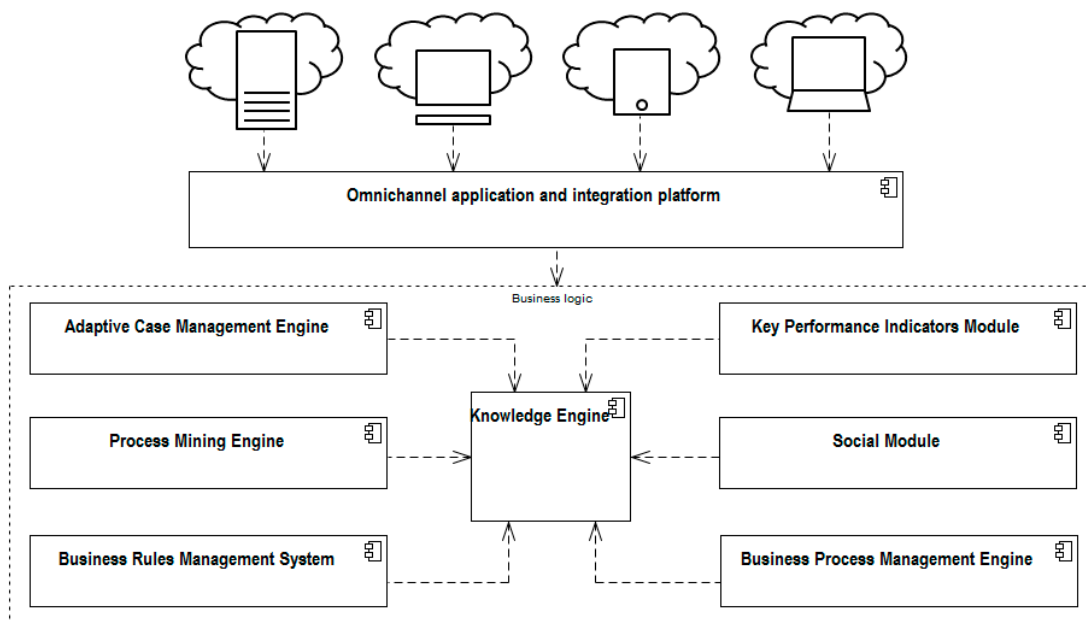 Omnichannel application and integration platform
Business logic
Adaptive Case Management Engine
Key Performance Indicators Module
Knowledge Engine
Process Mining Engine
Social Module
Business Rules Management System
Business Process Management Engine